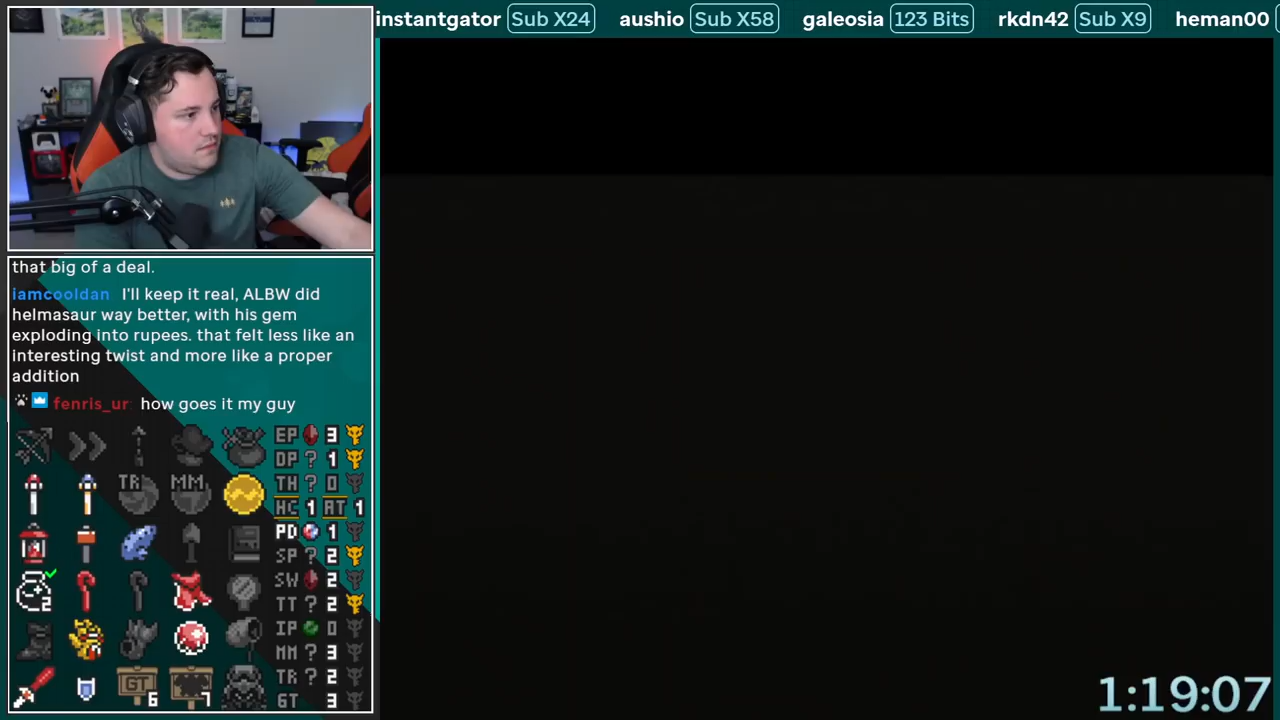 instantgator Sub X24 aushio Sub X58 galeosia 123 Bits rkdn42 Sub X9 heman00
that big of a deal.
iamcooldan I'll keep it real, ALBW did
helmasaur way better, with his gem
exploding into rupees. that felt less like an
interesting twist and more like a proper
addition
fenris_ur: how goes it my guy
EP 3
DP ? 1
TR MM TH ? 0
HC 1 AT 1
PD 1
SP ? 2
2 SW 2
TT ? 2
IP 0
MM ? 3
GT 6 7 TR ? 2
GT 3
1:19:07